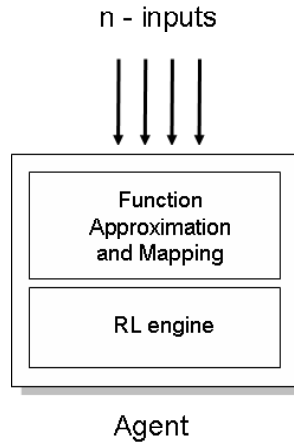 n - inputs
Function
Approximation
and Mapping
RL engine
Agent